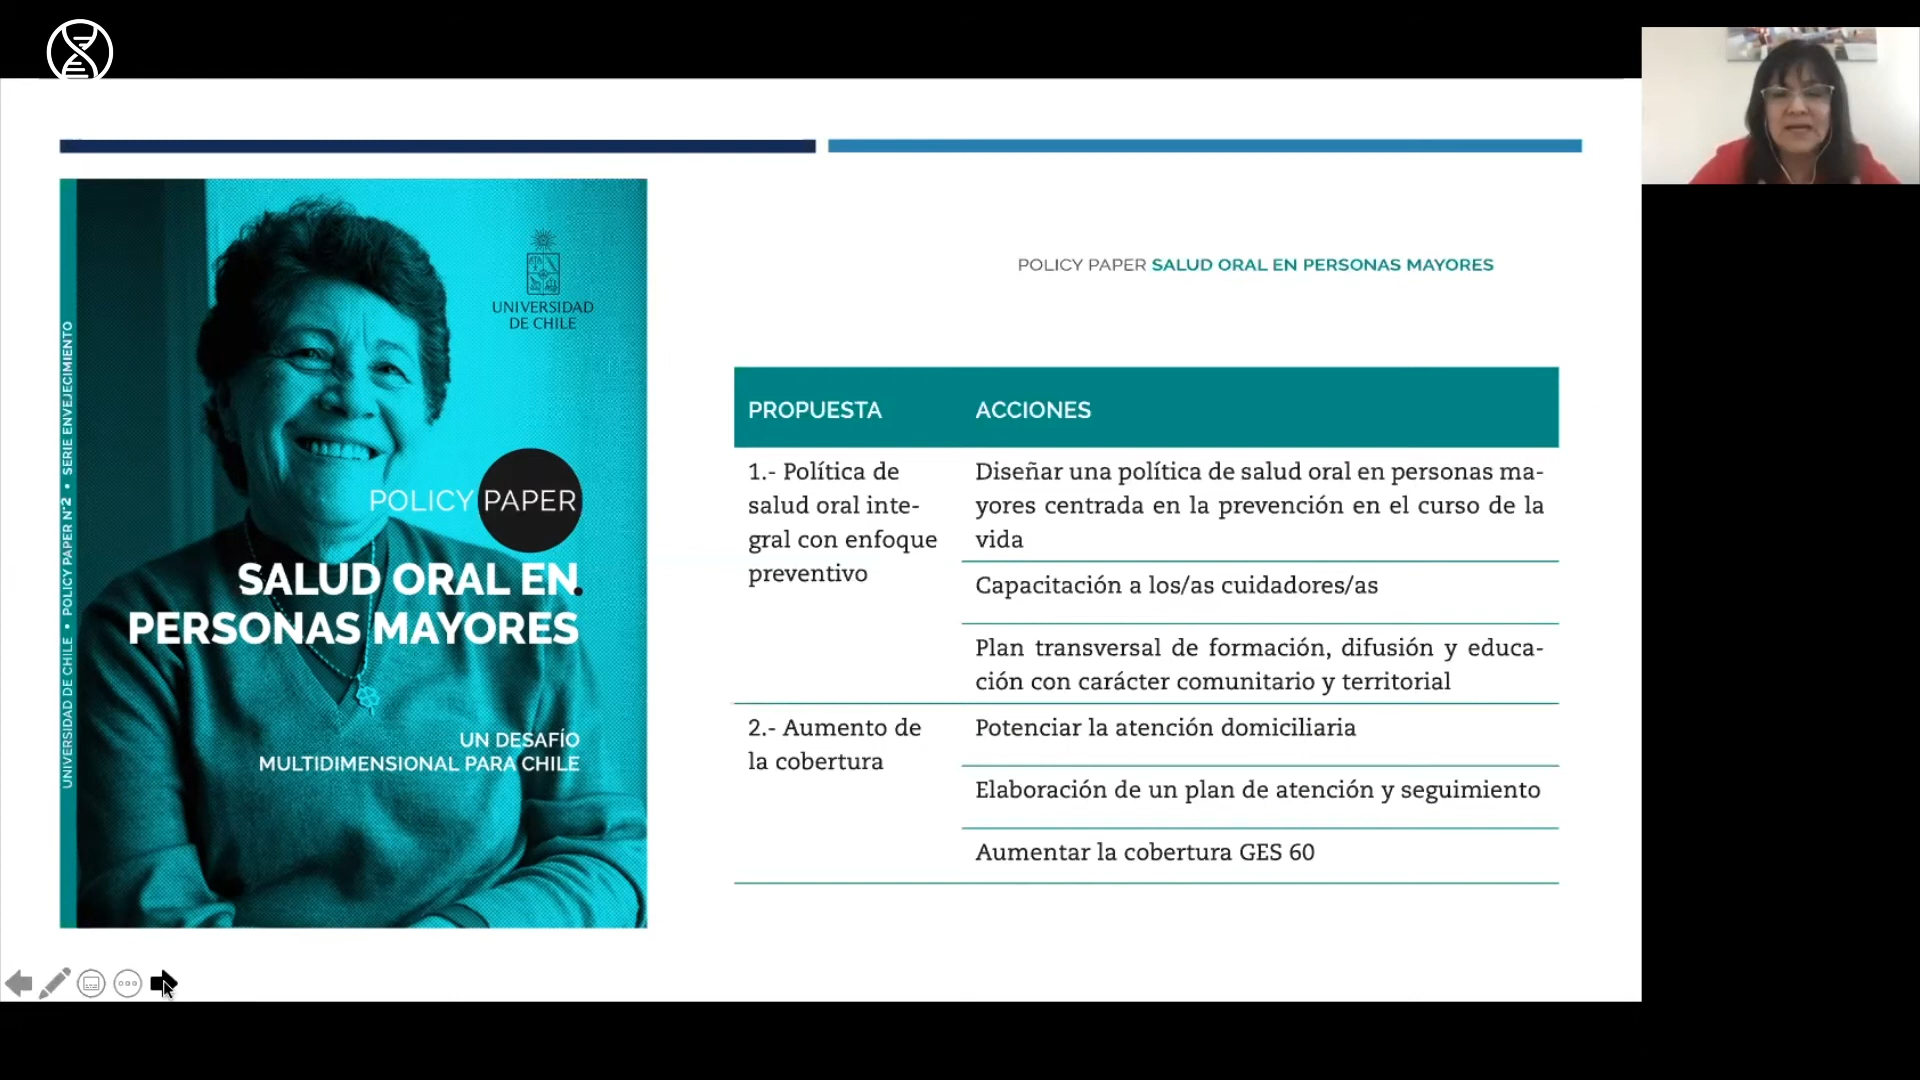 UNIVERSIDAD DE CHILE • POLICY PAPER N°2 • SERIE ENVEJECIMIENTO
UNIVERSIDAD
DE CHILE
POLICY PAPER
SALUD ORAL EN
PERSONAS MAYORES
UN DESAFÍO
MULTIDIMENSIONAL PARA CHILE
POLICY PAPER SALUD ORAL EN PERSONAS MAYORES
PROPUESTA
ACCIONES
1.- Política de
salud oral inte-
gral con enfoque
preventivo
Diseñar una política de salud oral en personas ma-
yores centrada en la prevención en el curso de la
vida
Capacitación a los/as cuidadores/as
Plan transversal de formación, difusión y educa-
ción con carácter comunitario y territorial
2.- Aumento de
la cobertura
Potenciar la atención domiciliaria
Elaboración de un plan de atención y seguimiento
Aumentar la cobertura GES 60